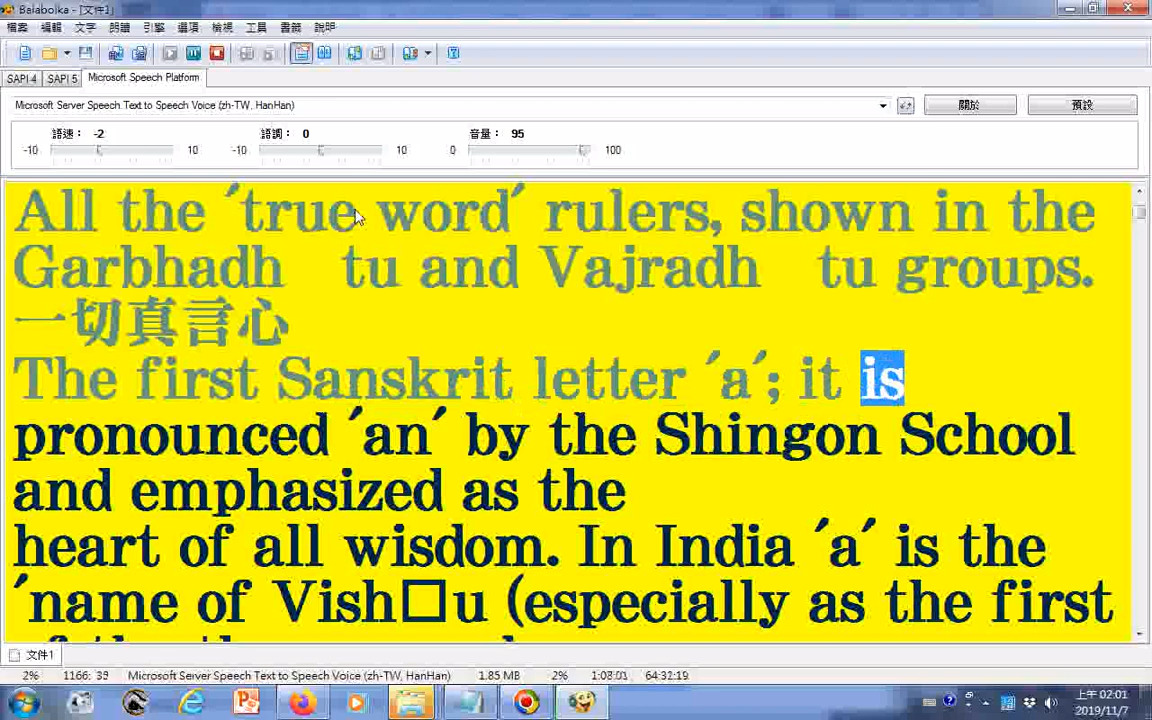 Balabolka - [文件1]
檔案 編輯 文字 朗讀 引擎 選項 檢視 工具 書籤 說明
SAPI 4 SAPI 5 Microsoft Speech Platform
Microsoft Server Speech Text to Speech Voice (zh-TW, HanHan) 關於 預設
語速： -2 語調： 0 音量： 95
-10 10 -10 10 0 100
All the ′true word′ rulers, shown in the
Garbhadh tu and Vajradh tu groups.
一切真言心
The first Sanskrit letter ′a′; it is
pronounced ′an′ by the Shingon School
and emphasized as the
heart of all wisdom. In India ′a′ is the
′name of Vish□u (especially as the first
文件1
2% 1166: 39 Microsoft Server Speech Text to Speech Voice (zh-TW, HanHan) 1.85 MB 2% 1:08:01 64:32:19
上午 02:01
2019/11/7